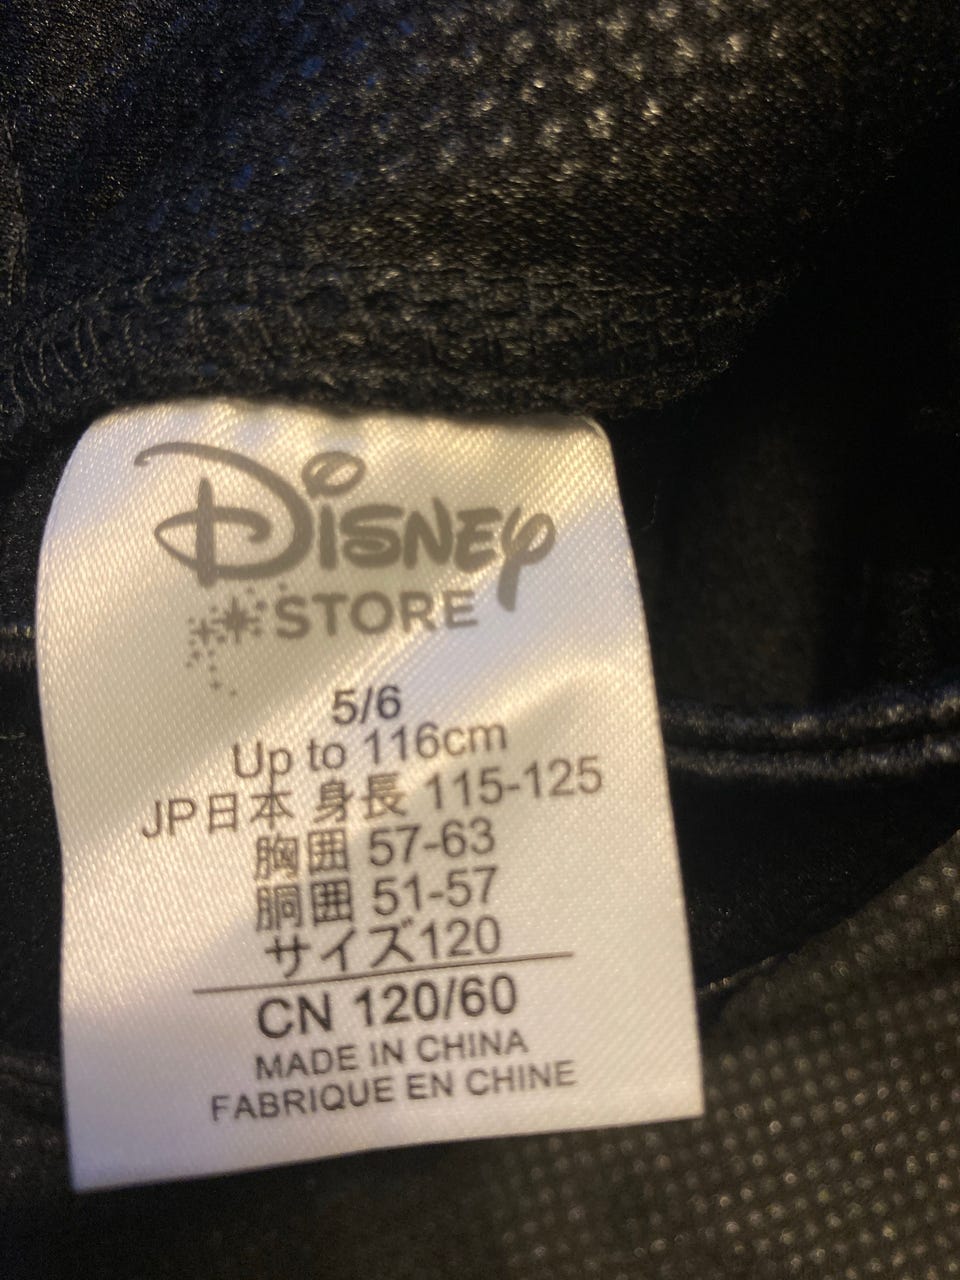 Disney
STORE
5/6
Up to 116cm
JP日本 身長 115-125
胸囲 57-63
胴囲 51-57
サイズ120
CN 120/60
MADE IN CHINA
FABRIQUE EN CHINE